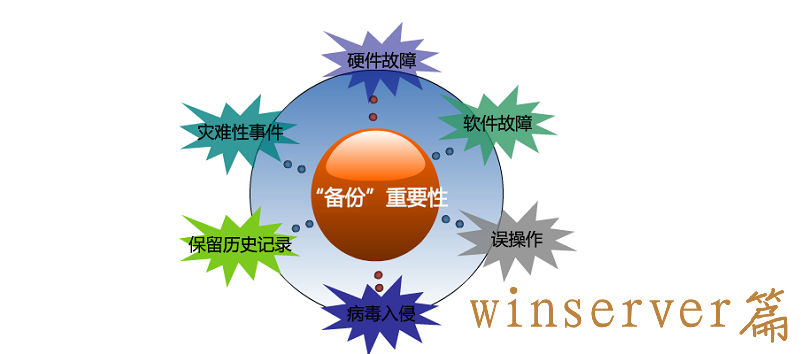 硬件故障
灾难性事件
软件故障
“备份”重要性
保留历史记录
误操作
病毒入侵
winserver篇